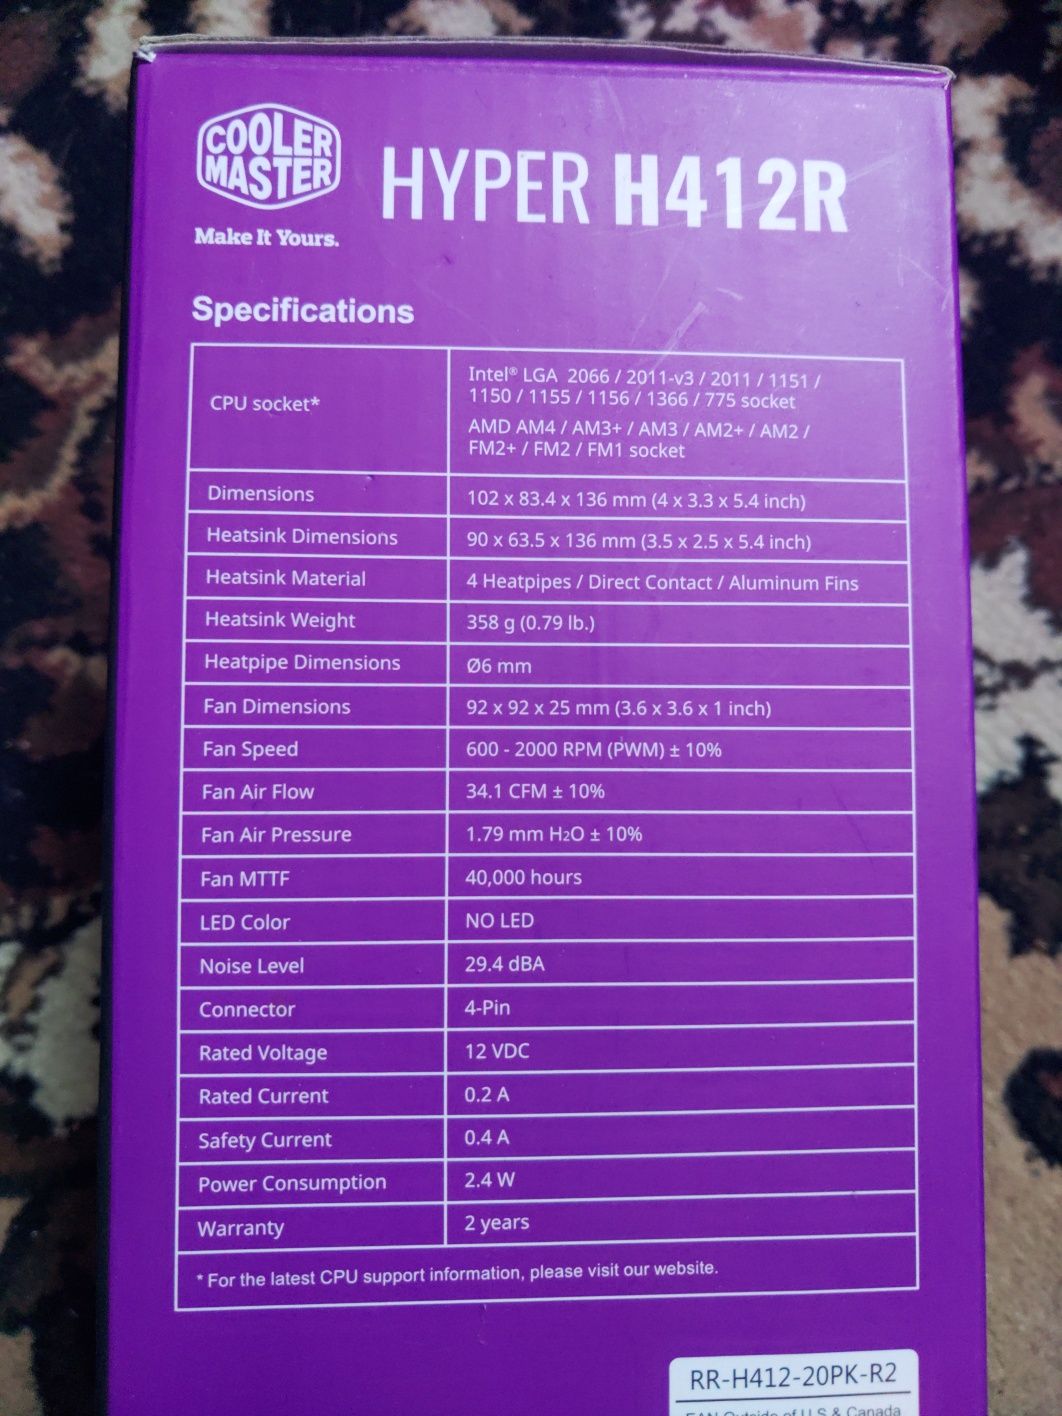 COOLER
MASTER
Make It Yours.
HYPER H412R
Specifications
CPU socket*
Intel® LGA 2066 / 2011-v3 / 2011 / 1151 /
1150 / 1155 / 1156 / 1366 / 775 socket
AMD AM4 / AM3+ / AM3 / AM2+ / AM2 /
FM2+ / FM2 / FM1 socket
Dimensions 102 x 83.4 x 136 mm (4 x 3.3 x 5.4 inch)
Heatsink Dimensions 90 x 63.5 x 136 mm (3.5 x 2.5 x 5.4 inch)
Heatsink Material 4 Heatpipes / Direct Contact / Aluminum Fins
Heatsink Weight 358 g (0.79 lb.)
Heatpipe Dimensions Ø6 mm
Fan Dimensions 92 x 92 x 25 mm (3.6 x 3.6 x 1 inch)
Fan Speed 600 - 2000 RPM (PWM) ± 10%
Fan Air Flow 34.1 CFM ± 10%
Fan Air Pressure 1.79 mm H₂O ± 10%
Fan MTTF 40,000 hours
LED Color NO LED
Noise Level 29.4 dBA
Connector 4-Pin
Rated Voltage 12 VDC
Rated Current 0.2 A
Safety Current 0.4 A
Power Consumption 2.4 W
Warranty 2 years
* For the latest CPU support information, please visit our website.
RR-H412-20PK-R2
EAN Outside of U.S & Canada